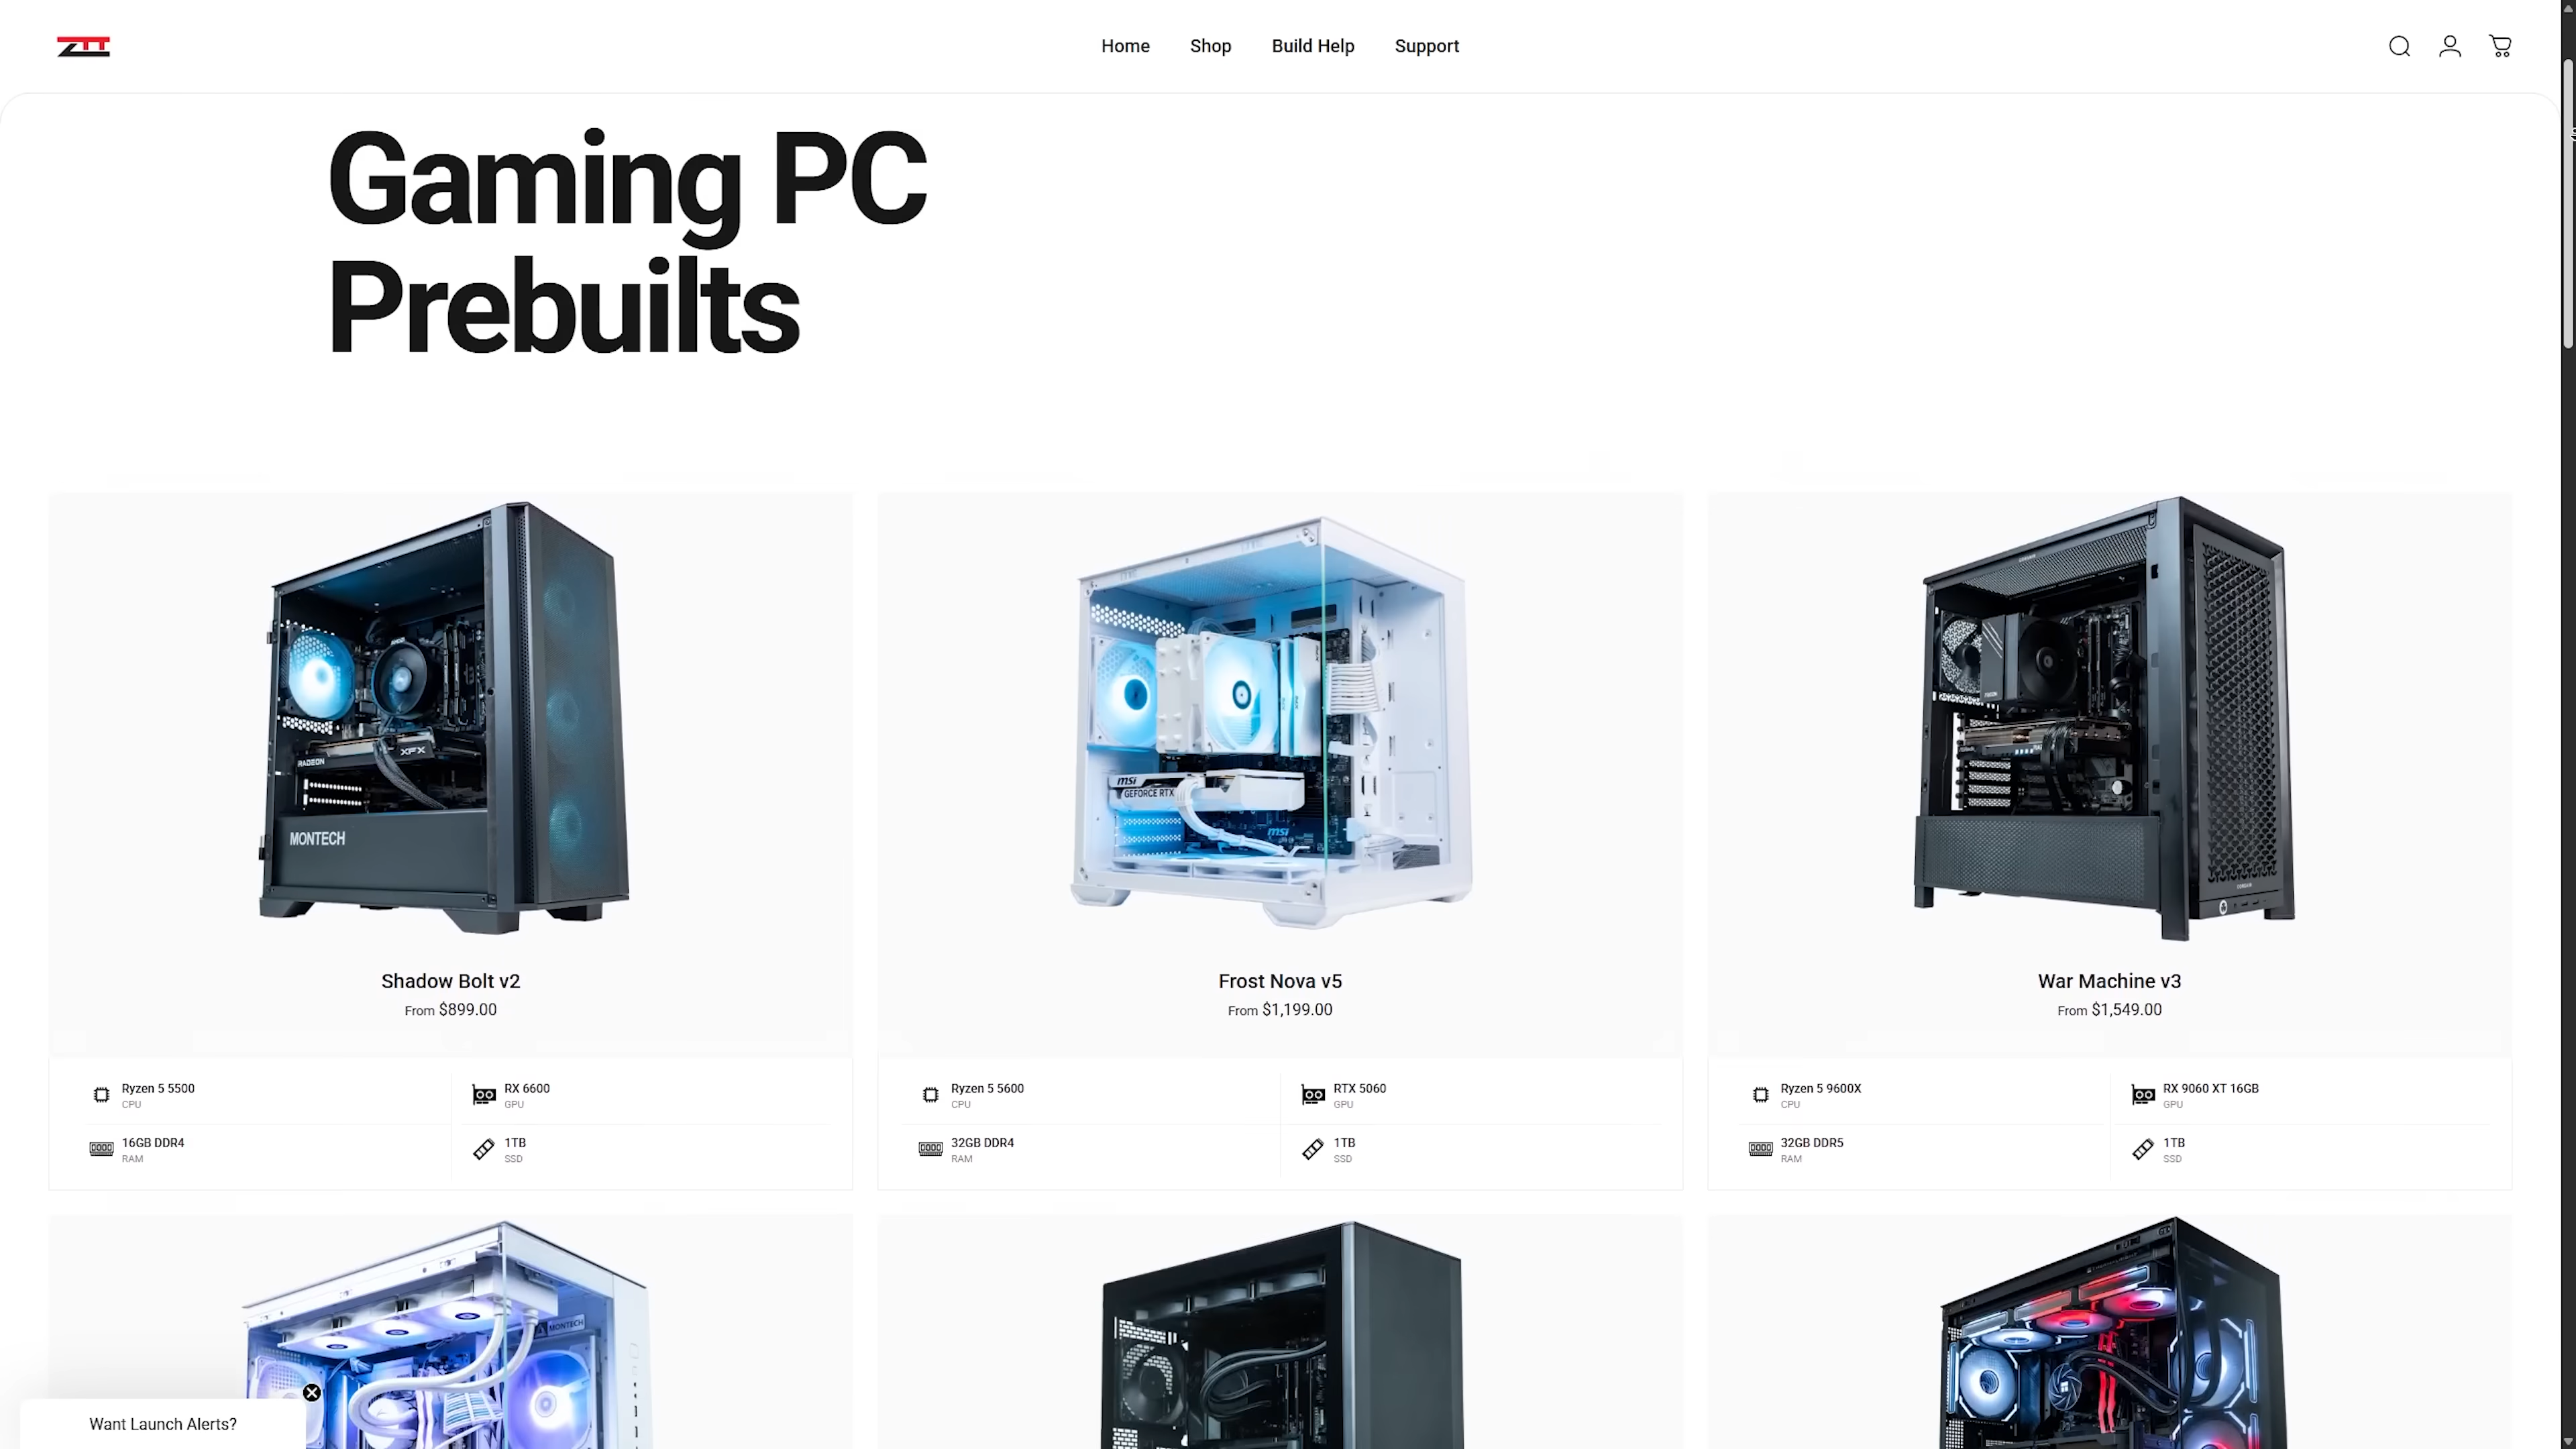 ZTT
Home
Shop
Build Help
Support
Gaming PC
Prebuilts
RADEON
XFX
MONTECH
msi
GEFORCE RTX
msi
Shadow Bolt v2
From $899.00
Frost Nova v5
From $1,199.00
War Machine v3
From $1,549.00
Ryzen 5 5500
CPU
RX 6600
GPU
16GB DDR4
RAM
1TB
SSD
Ryzen 5 5600
CPU
RTX 5060
GPU
32GB DDR4
RAM
1TB
SSD
Ryzen 5 9600X
CPU
RX 9060 XT 16GB
GPU
32GB DDR5
RAM
1TB
SSD
MONTECH
Want Launch Alerts?